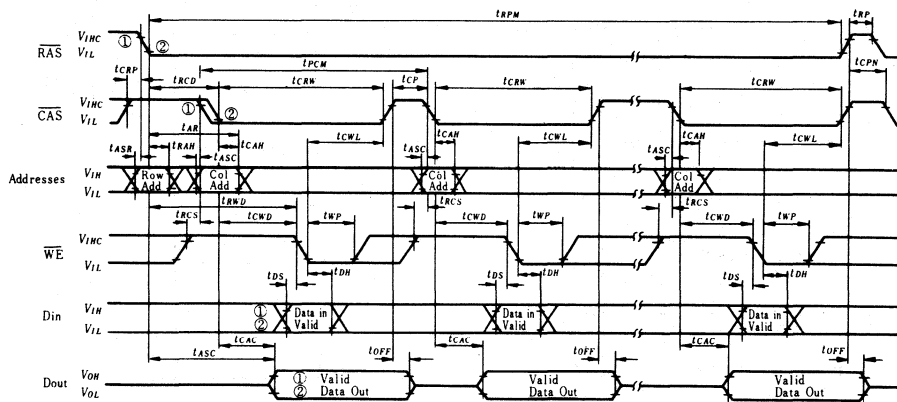 tRPM tRP
RAS VIHC ① ②
VIL
tCRP tRCD tPCM tCRW tCP tCRW tCRW tCPN
CAS VIHC ① ②
VIL
tAR
tASR tRAH tASC tCAH tCWL tASC tCAH tCWL tASC tCAH tCWL
Addresses VIH Row Add Col Add Col Add Col Add
VIL
tRWD
tRCS tCWD tWP tRCS tCWD tWP tRCS tCWD tWP
WE VIHC
VIL
tDS tDH tDS tDH tDS tDH
Din VIH ① Data in Valid Data in Valid Data in Valid
VIL ②
tCAC tOFF tCAC tOFF tCAC tOFF
tASC
Dout VOH ① Valid Valid Valid
VOL ② Data Out Data Out Data Out